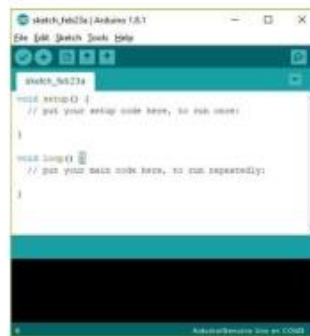 sketch_feb23a | Arduino 1.8.1
File Edit Sketch Tools Help
sketch_feb23a
void setup() {
// put your setup code here, to run once:
}
void loop() {
// put your main code here, to run repeatedly:
}
Arduino/Genuino Uno on COM3